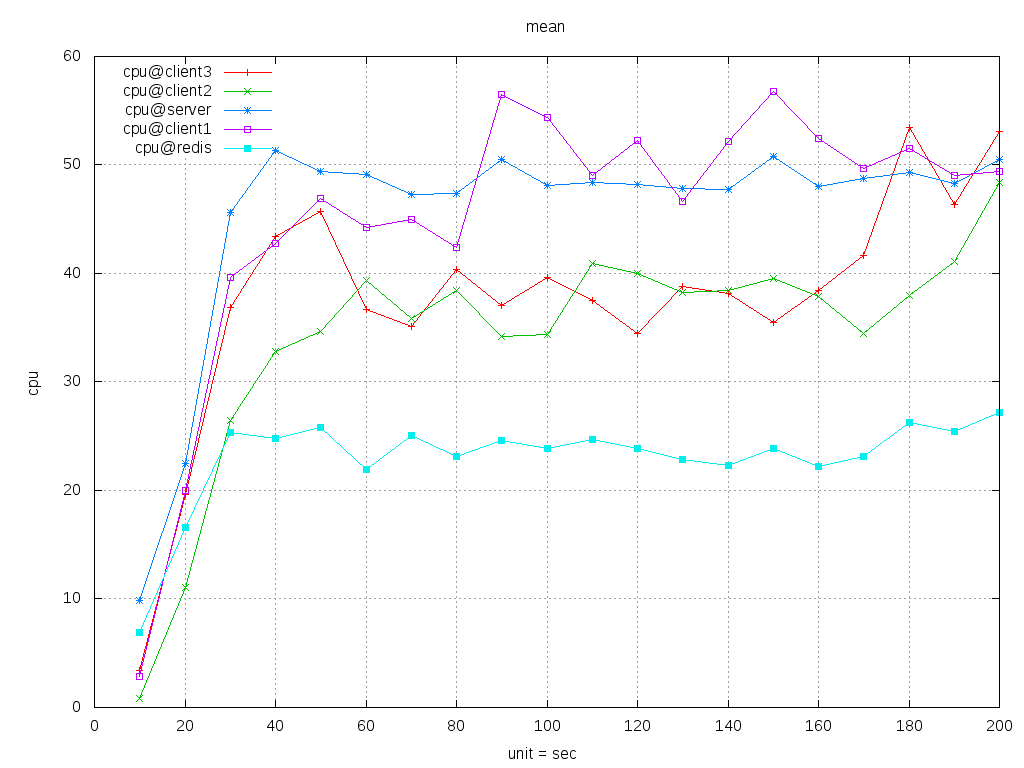 mean
60
50
40
30
20
10
0
cpu
cpu@client3
cpu@client2
cpu@server
cpu@client1
cpu@redis
0 20 40 60 80 100 120 140 160 180 200
unit = sec